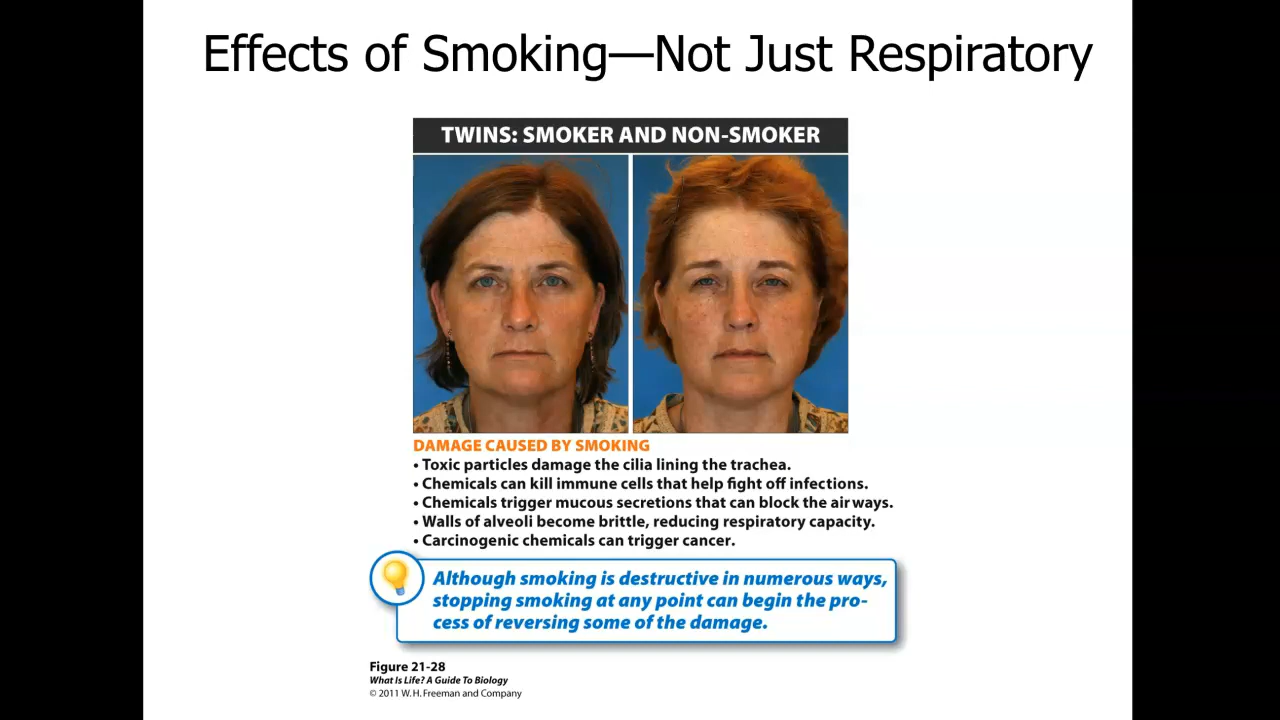 Effects of Smoking—Not Just Respiratory
TWINS: SMOKER AND NON-SMOKER
DAMAGE CAUSED BY SMOKING
• Toxic particles damage the cilia lining the trachea.
• Chemicals can kill immune cells that help fight off infections.
• Chemicals trigger mucous secretions that can block the airways.
• Walls of alveoli become brittle, reducing respiratory capacity.
• Carcinogenic chemicals can trigger cancer.
Although smoking is destructive in numerous ways,
stopping smoking at any point can begin the pro-
cess of reversing some of the damage.
Figure 21-28
What Is Life? A Guide To Biology
© 2011 W. H. Freeman and Company